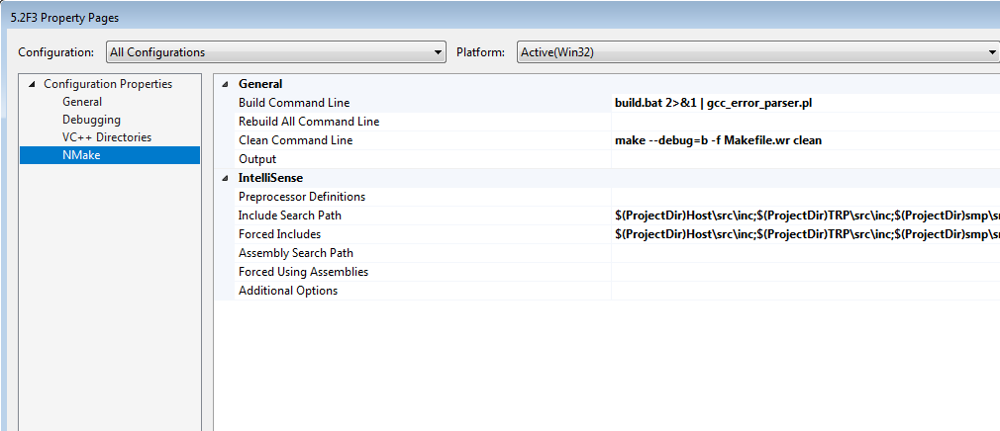 5.2F3 Property Pages
Configuration: All Configurations Platform: Active(Win32)
Configuration Properties
General
Debugging
VC++ Directories
NMake
General
Build Command Line build.bat 2>&1 | gcc_error_parser.pl
Rebuild All Command Line
Clean Command Line make --debug=b -f Makefile.wr clean
Output
IntelliSense
Preprocessor Definitions
Include Search Path $(ProjectDir)Host\src\inc;$(ProjectDir)TRP\src\inc;$(ProjectDir)smp\s
Forced Includes $(ProjectDir)Host\src\inc;$(ProjectDir)TRP\src\inc;$(ProjectDir)smp\s
Assembly Search Path
Forced Using Assemblies
Additional Options